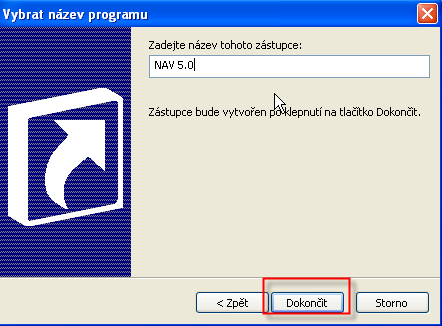 Vybrat název programu
Zadejte název tohoto zástupce:
NAV 5.0
Zástupce bude vytvořen po klepnutí na tlačítko Dokončit.
< Zpět
Dokončit
Storno